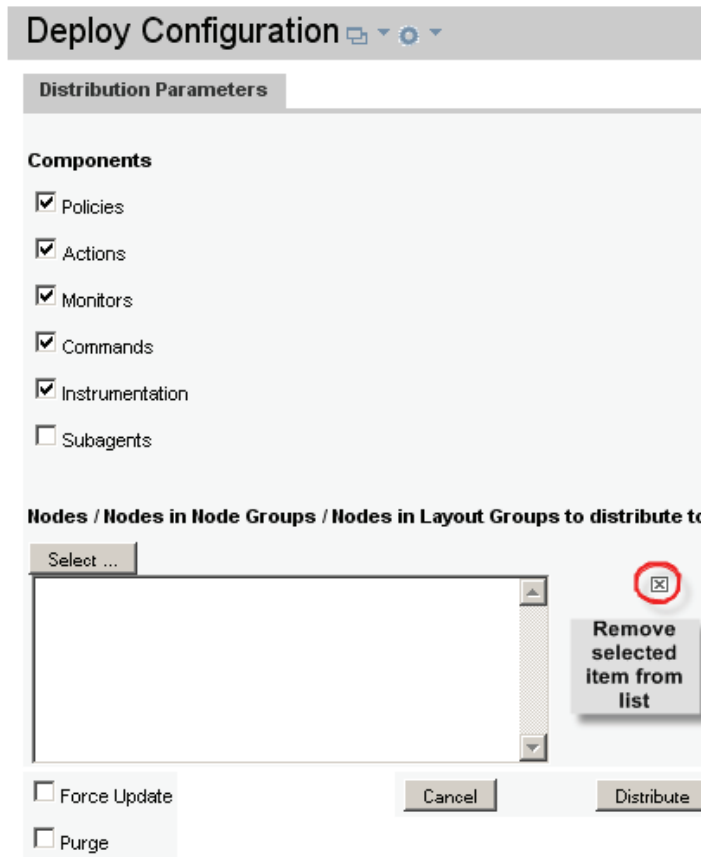 Deploy Configuration
Distribution Parameters
Components
Policies
Actions
Monitors
Commands
Instrumentation
Subagents
Nodes / Nodes in Node Groups / Nodes in Layout Groups to distribute to
Select ...
Remove
selected
item from
list
Force Update
Cancel
Distribute
Purge